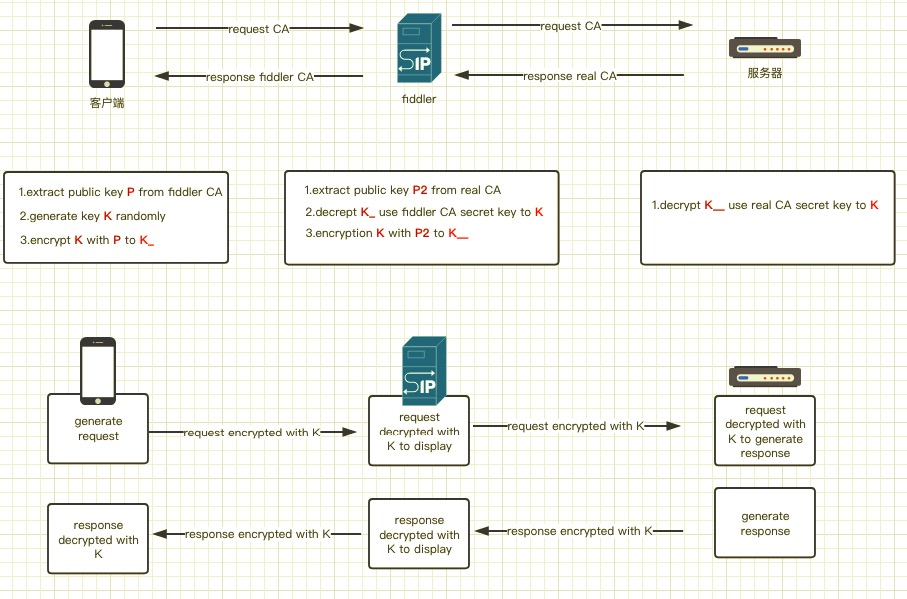 request CA
request CA
SIP
response fiddler CA
response real CA
客户端
fiddler
服务器
1.extract public key P from fiddler CA
2.generate key K randomly
3.encrypt K with P to K_
1.extract public key P2 from real CA
2.decrept K_ use fiddler CA secret key to K
3.encryption K with P2 to K__
1.decrypt K__ use real CA secret key to K
SIP
generate
request
request encrypted with K
request
decrypted with
K to display
request encrypted with K
request
decrypted with
K to generate
response
response
decrypted with
K
response encrypted with K
response
decrypted with
K to display
response encrypted with K
generate
response